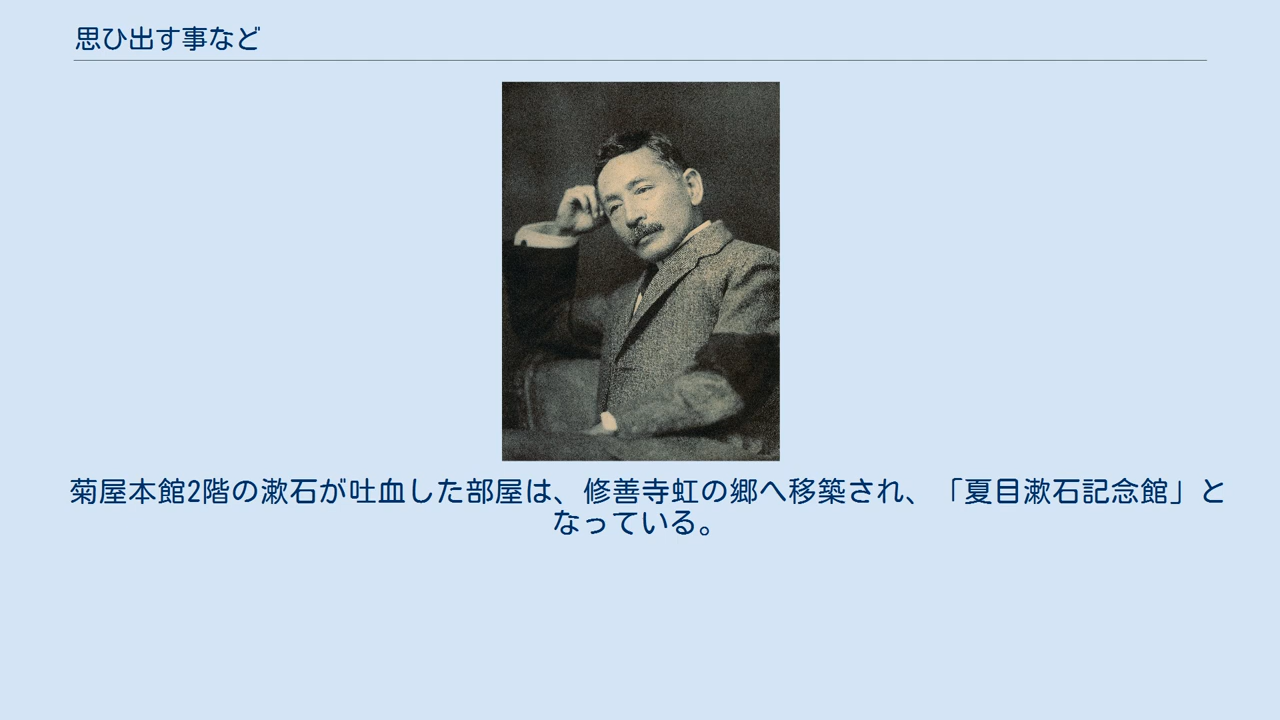 思ひ出す事など
菊屋本館2階の漱石が吐血した部屋は、修善寺虹の郷へ移築され、「夏目漱石記念館」と
なっている。